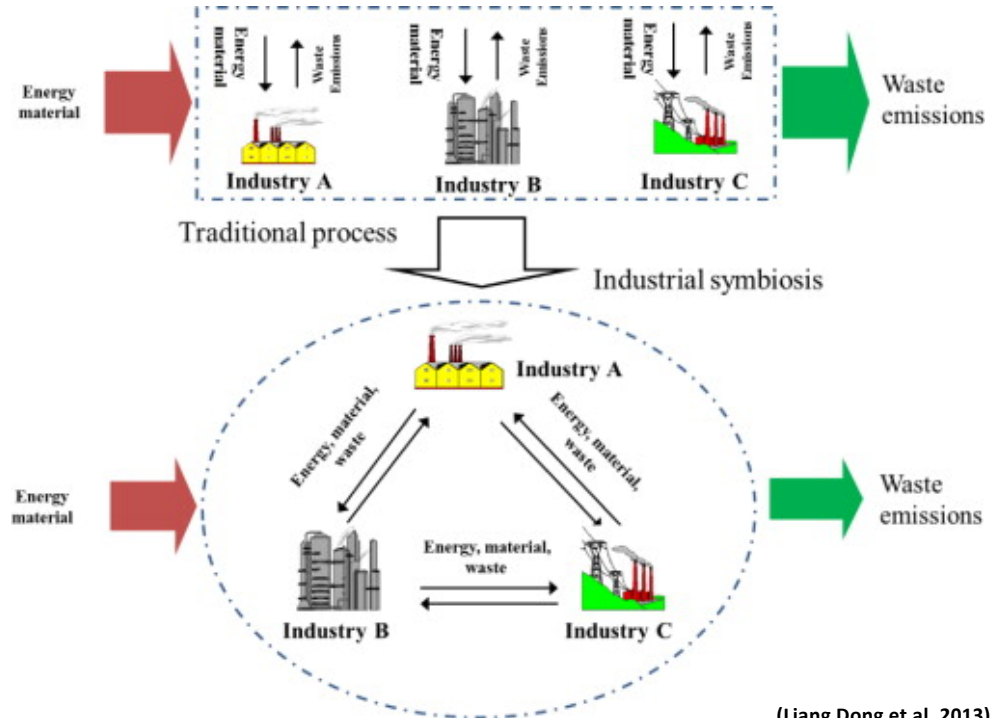 Energy
material
Energy
material
Waste
Emissions
Energy
material
Waste
Emissions
Energy
material
Waste
Emissions
Waste
emissions
Industry A
Industry B
Industry C
Traditional process
Industrial symbiosis
Industry A
Energy, material,
waste
Energy, material,
waste
Energy
material
Waste
emissions
Energy, material,
waste
Industry B
Industry C
(Liang Dong et al. 2013)